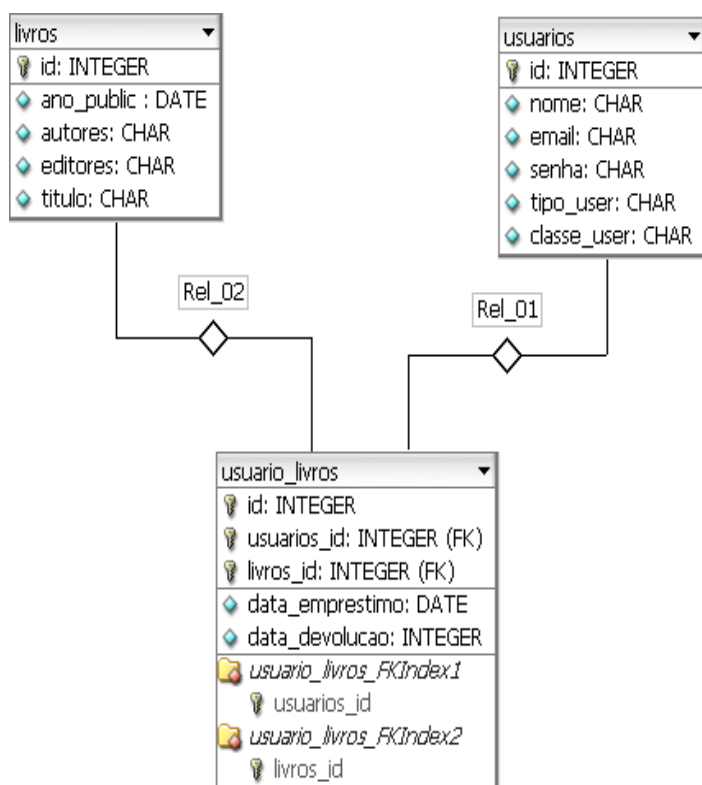 livros
id: INTEGER
ano_public : DATE
autores: CHAR
editores: CHAR
titulo: CHAR
usuarios
id: INTEGER
nome: CHAR
email: CHAR
senha: CHAR
tipo_user: CHAR
classe_user: CHAR
Rel_02
Rel_01
usuario_livros
id: INTEGER
usuarios_id: INTEGER (FK)
livros_id: INTEGER (FK)
data_emprestimo: DATE
data_devolucao: INTEGER
usuario_livros_FKIndex1
usuarios_id
usuario_livros_FKIndex2
livros_id